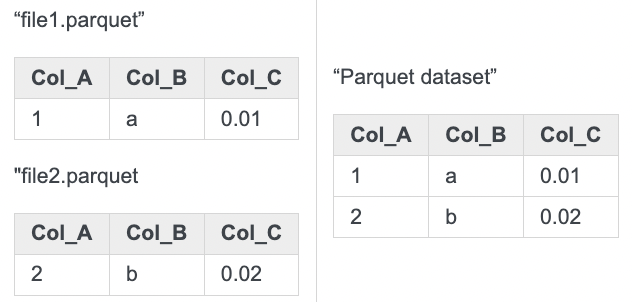 “file1.parquet”
Col_A Col_B Col_C
1 a 0.01
"file2.parquet
Col_A Col_B Col_C
2 b 0.02
“Parquet dataset”
Col_A Col_B Col_C
1 a 0.01
2 b 0.02